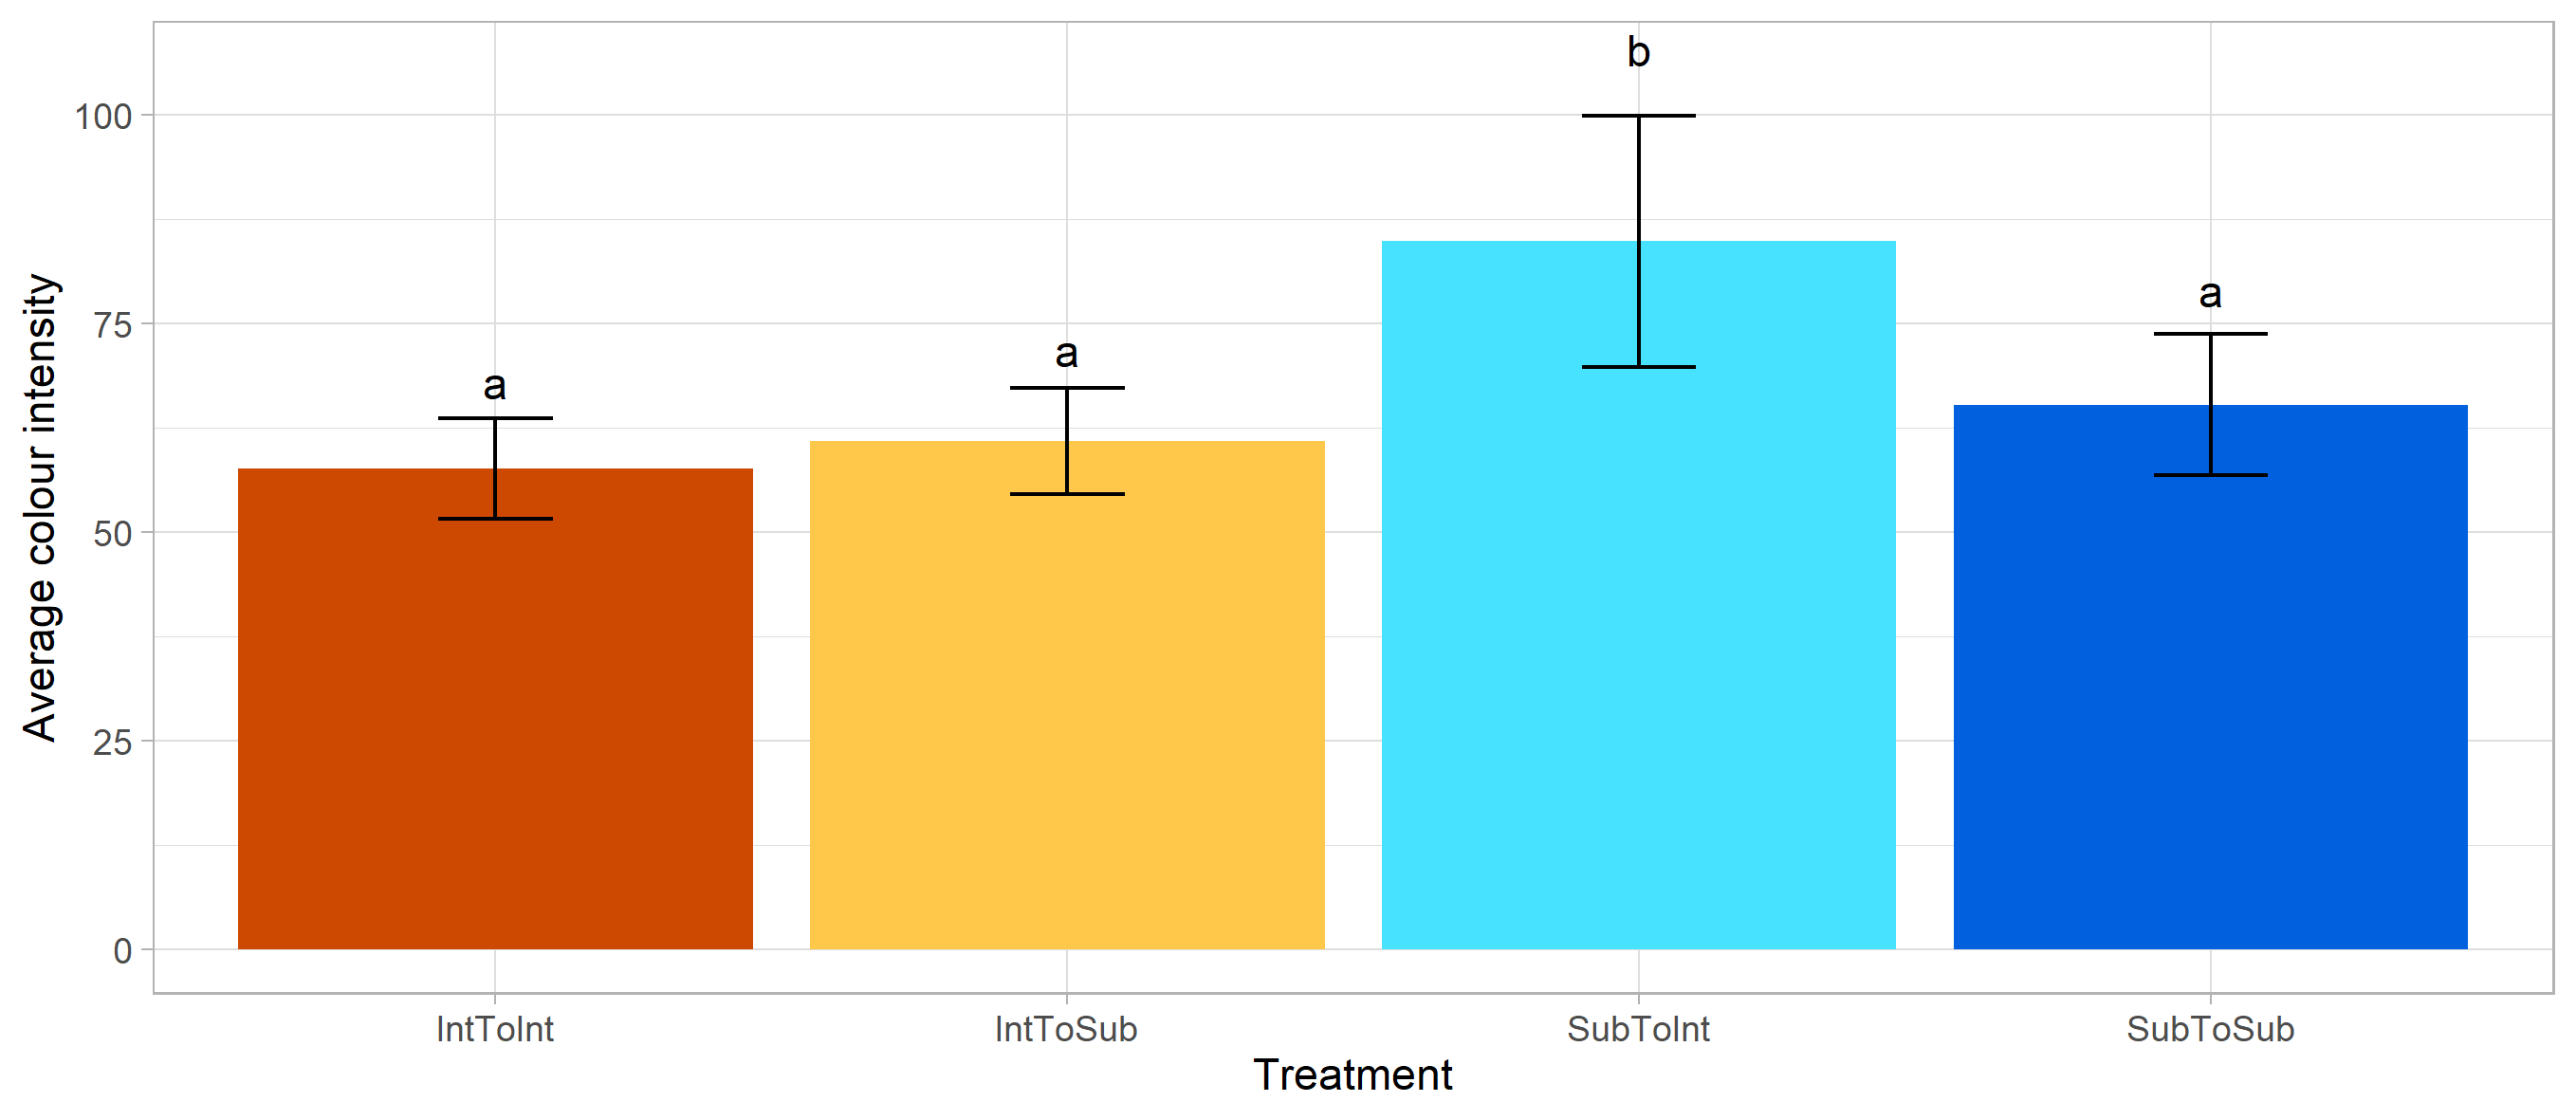 b
100
a
75
a
a
50
25
0
Average colour intensity
IntToInt IntToSub SubToInt SubToSub
Treatment